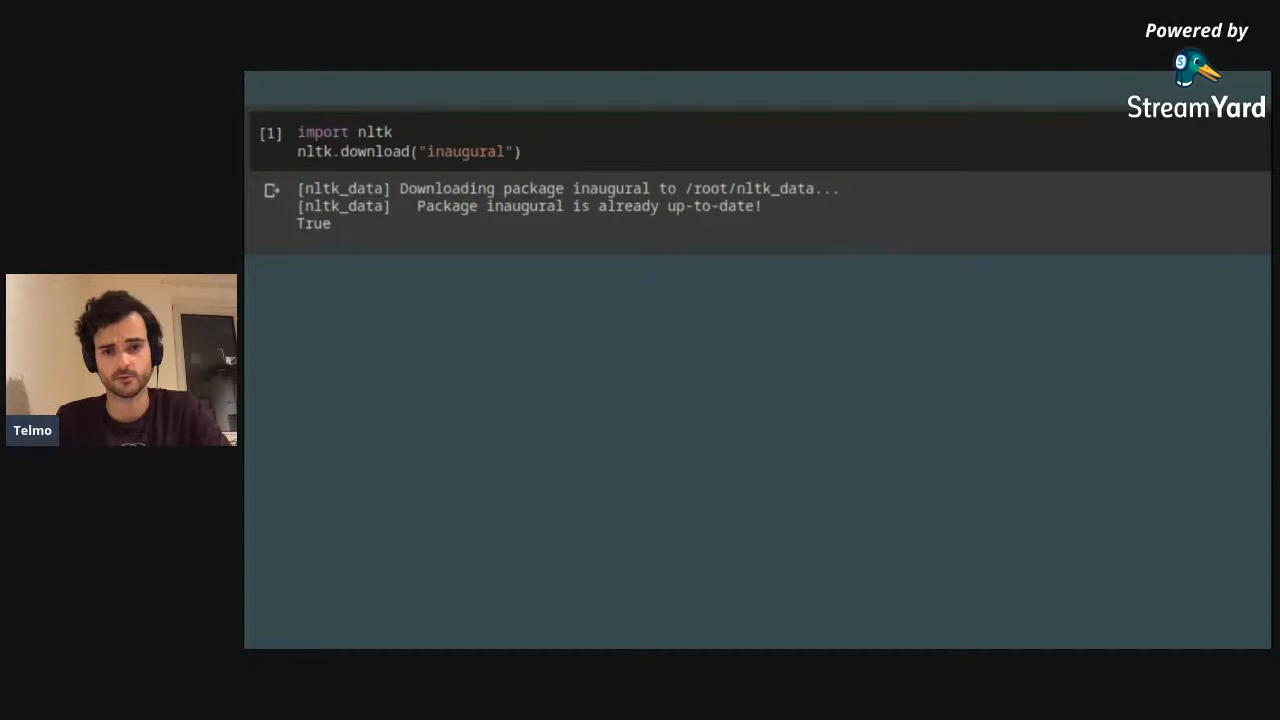 Powered by
StreamYard
[1] import nltk
nltk.download("inaugural")
[nltk_data] Downloading package inaugural to /root/nltk_data...
[nltk_data]   Package inaugural is already up-to-date!
True
Telmo